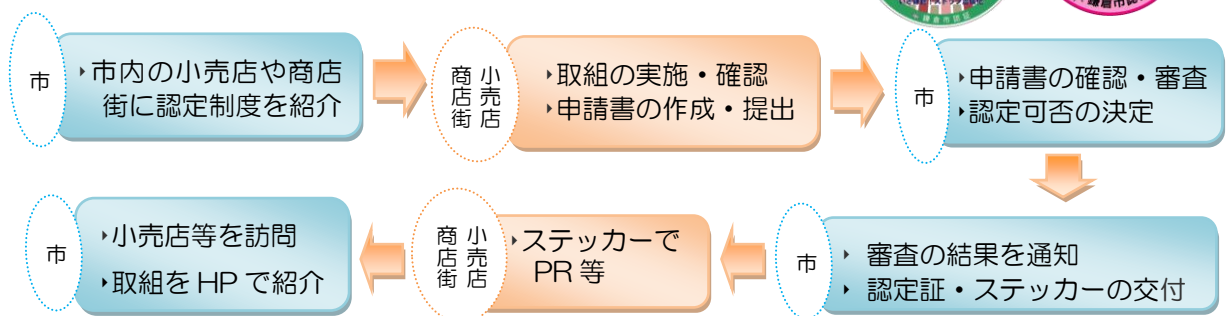 市
‣市内の小売店や商店
街に認定制度を紹介
小売店
商店街
‣取組の実施・確認
‣申請書の作成・提出
市
‣申請書の確認・審査
‣認定可否の決定
市
‣審査の結果を通知
‣認定証・ステッカーの交付
小売店
商店街
‣ステッカーで
PR等
市
‣小売店等を訪問
‣取組をHPで紹介